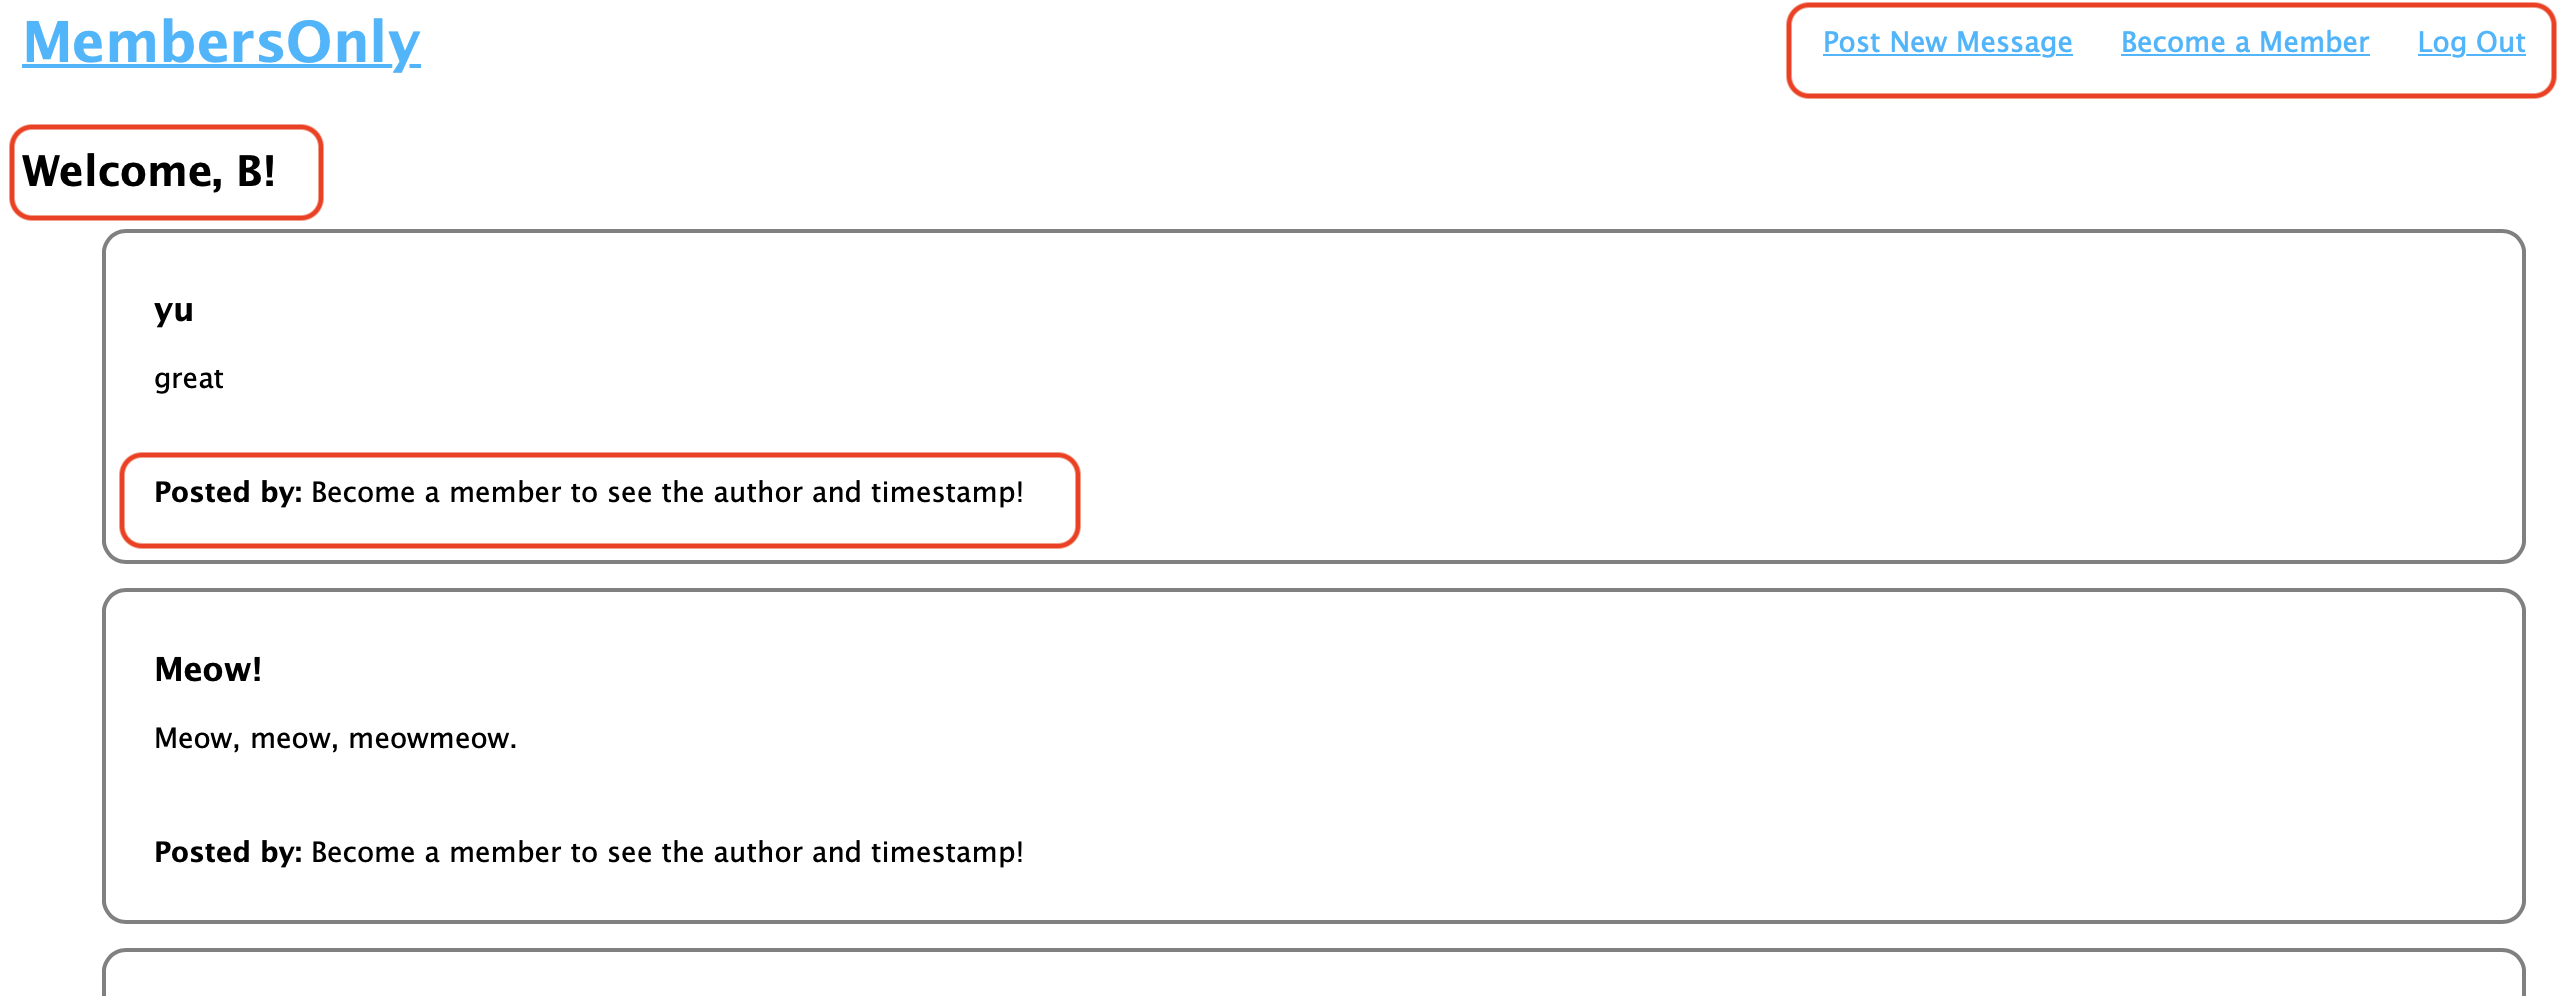 MembersOnly
Post New Message Become a Member Log Out
Welcome, B!
yu
great
Posted by: Become a member to see the author and timestamp!
Meow!
Meow, meow, meowmeow.
Posted by: Become a member to see the author and timestamp!